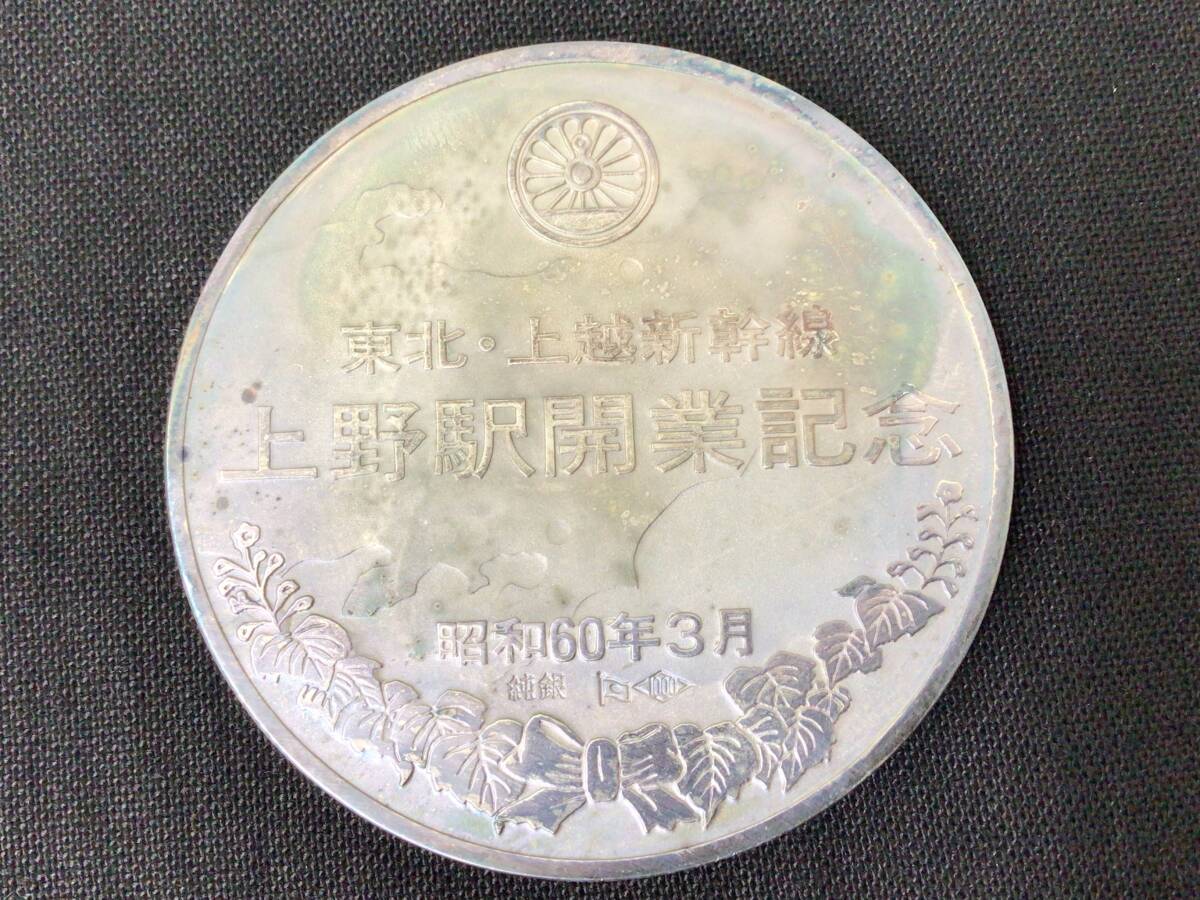 東北・上越新幹線
上野駅開業記念
昭和60年3月
純銀 1000